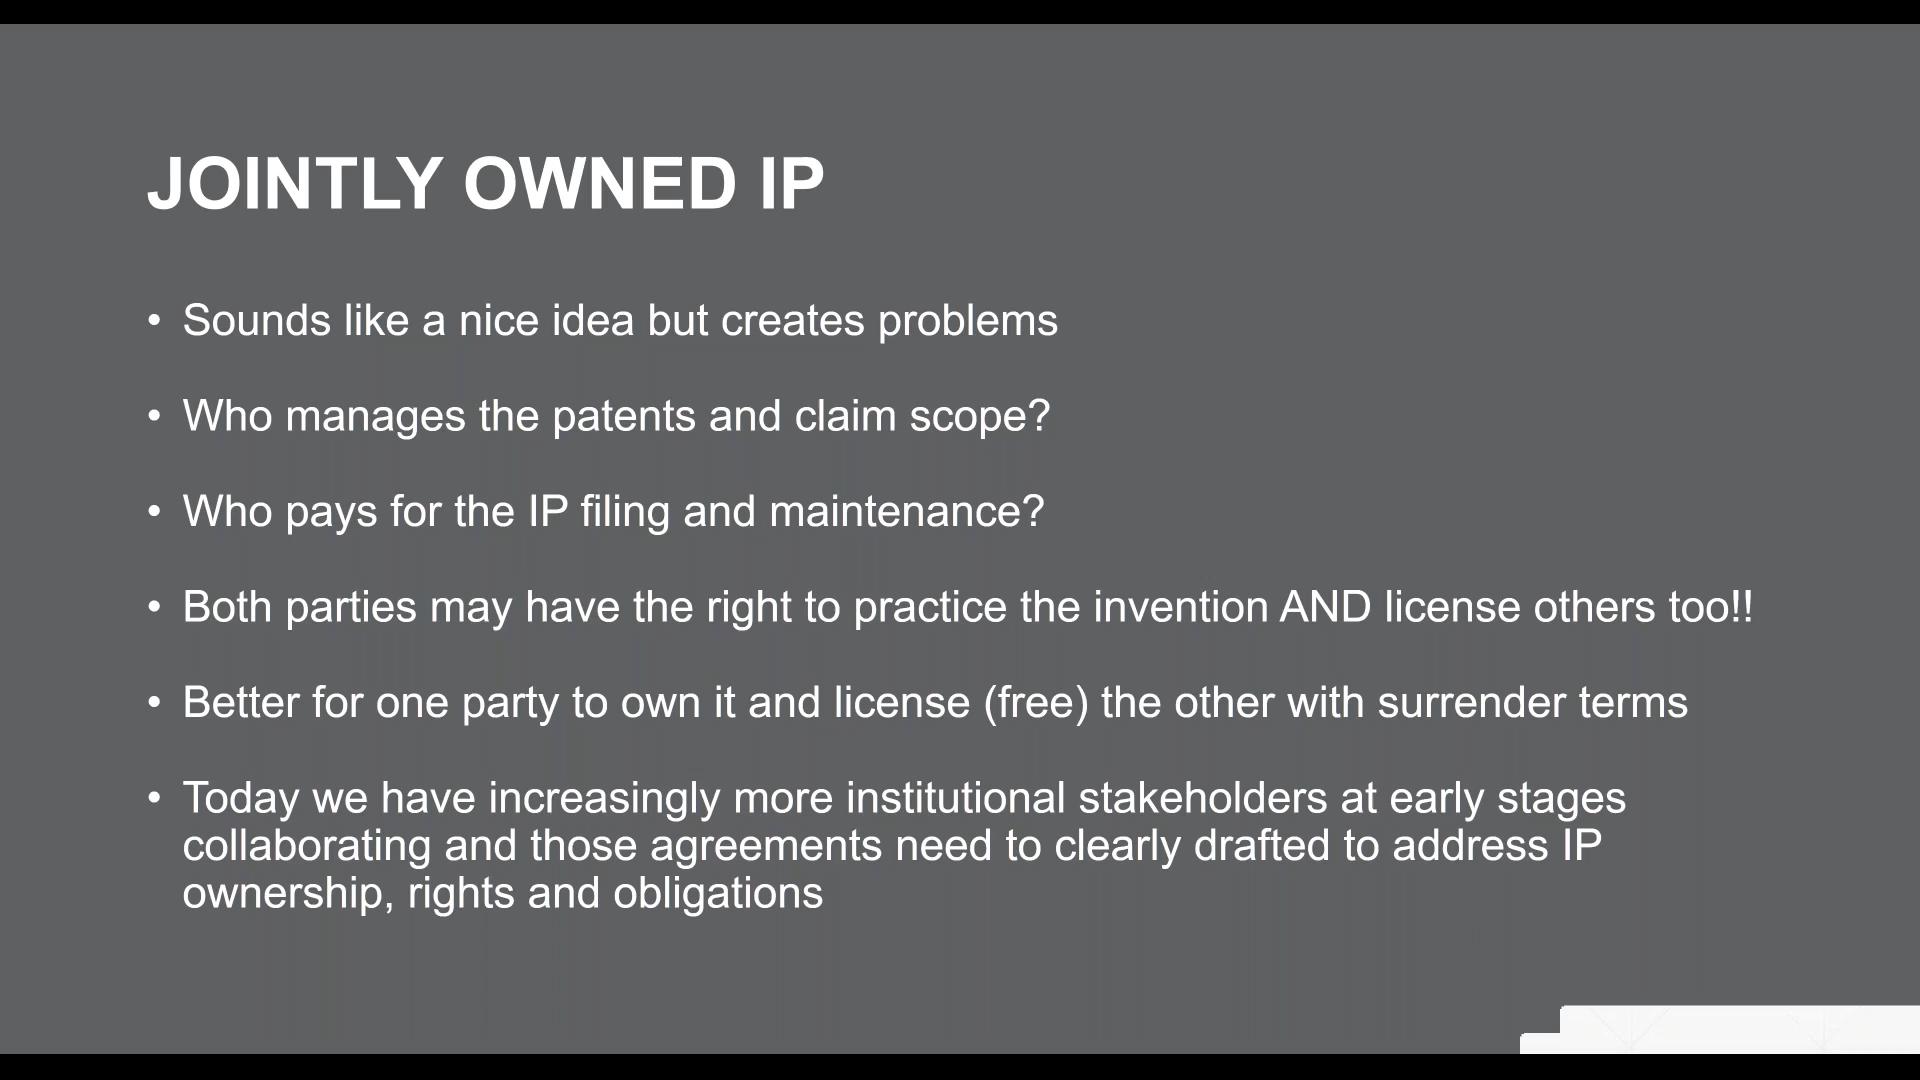 JOINTLY OWNED IP
• Sounds like a nice idea but creates problems
• Who manages the patents and claim scope?
• Who pays for the IP filing and maintenance?
• Both parties may have the right to practice the invention AND license others too!!
• Better for one party to own it and license (free) the other with surrender terms
• Today we have increasingly more institutional stakeholders at early stages
collaborating and those agreements need to clearly drafted to address IP
ownership, rights and obligations